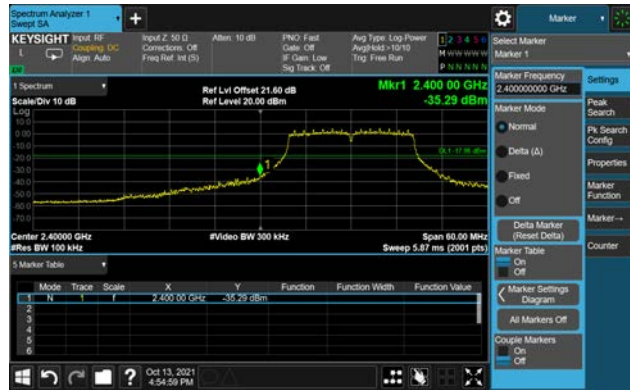 Spectrum Analyzer 1
Swept SA
Marker
KEYSIGHT
Input: RF
Coupling: DC
Align: Auto
Input Z: 50 Ω
Corrections: Off
Freq Ref: Int (S)
Atten: 10 dB
PNO: Fast
Gate: Off
IF Gain: Low
Sig Track: Off
Avg Type: Log-Power
Avg|Hold:>10/10
Trig: Free Run
1 2 3 4 5 6
M W W W W W
P N N N N N
Select Marker
Marker 1
1 Spectrum
Scale/Div 10 dB
Log
Ref Lvl Offset 21.60 dB
Ref Level 20.00 dBm
Mkr1 2.400 00 GHz
-35.29 dBm
10.0
0.00
-10.0
-20.0
-30.0
-40.0
-50.0
-60.0
-70.0
1
DL1 -17.96 dBm
Center 2.40000 GHz
#Res BW 100 kHz
#Video BW 300 kHz
Span 60.00 MHz
Sweep 5.87 ms (2001 pts)
5 Marker Table
Mode Trace Scale X Y Function Function Width Function Value
1 N 1 f 2.400 00 GHz -35.29 dBm
2
3
4
5
6
Marker Frequency
2.400000000 GHz
Marker Mode
Normal
Delta (Δ)
Fixed
Off
Delta Marker
(Reset Delta)
Marker Table
On
Off
Marker Settings
Diagram
All Markers Off
Couple Markers
On
Off
Settings
Peak
Search
Pk Search
Config
Properties
Marker
Function
Marker→
Counter
?
Oct 13, 2021
4:54:59 PM